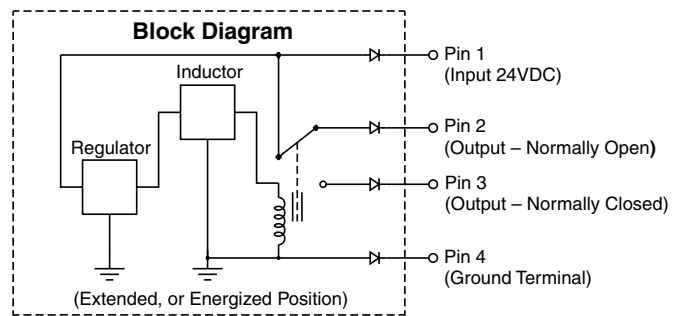 Block Diagram
Pin 1
(Input 24VDC)
Inductor
Pin 2
(Output – Normally Open)
Regulator
Pin 3
(Output – Normally Closed)
Pin 4
(Ground Terminal)
(Extended, or Energized Position)